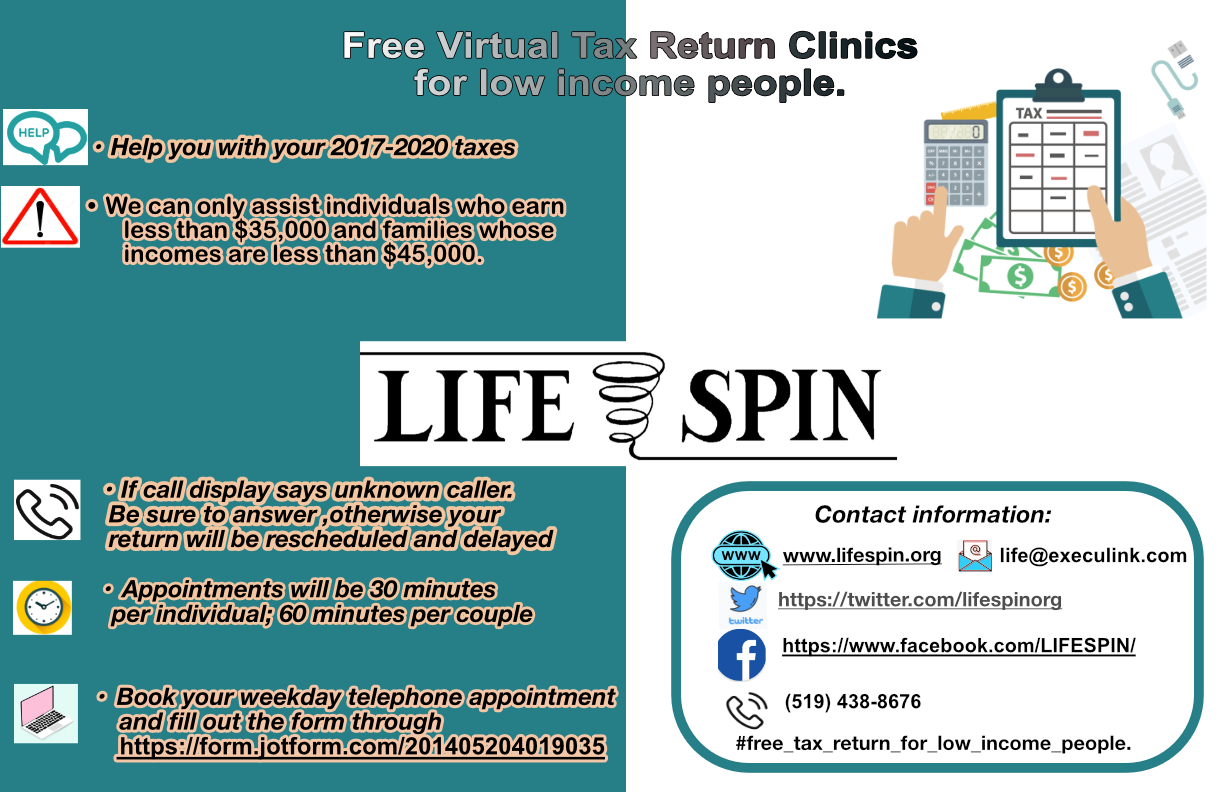 Free Virtual Tax Return Clinics
for low income people.
HELP
• Help you with your 2017-2020 taxes
• We can only assist individuals who earn
less than $35,000 and families whose
incomes are less than $45,000.
TAX
LIFE SPIN
• If call display says unknown caller.
Be sure to answer ,otherwise your
return will be rescheduled and delayed
• Appointments will be 30 minutes
per individual; 60 minutes per couple
• Book your weekday telephone appointment
and fill out the form through
https://form.jotform.com/201405204019035
Contact information:
www www.lifespin.org @ life@execulink.com
https://twitter.com/lifespinorg
twitter
https://www.facebook.com/LIFESPIN/
(519) 438-8676
#free_tax_return_for_low_income_people.